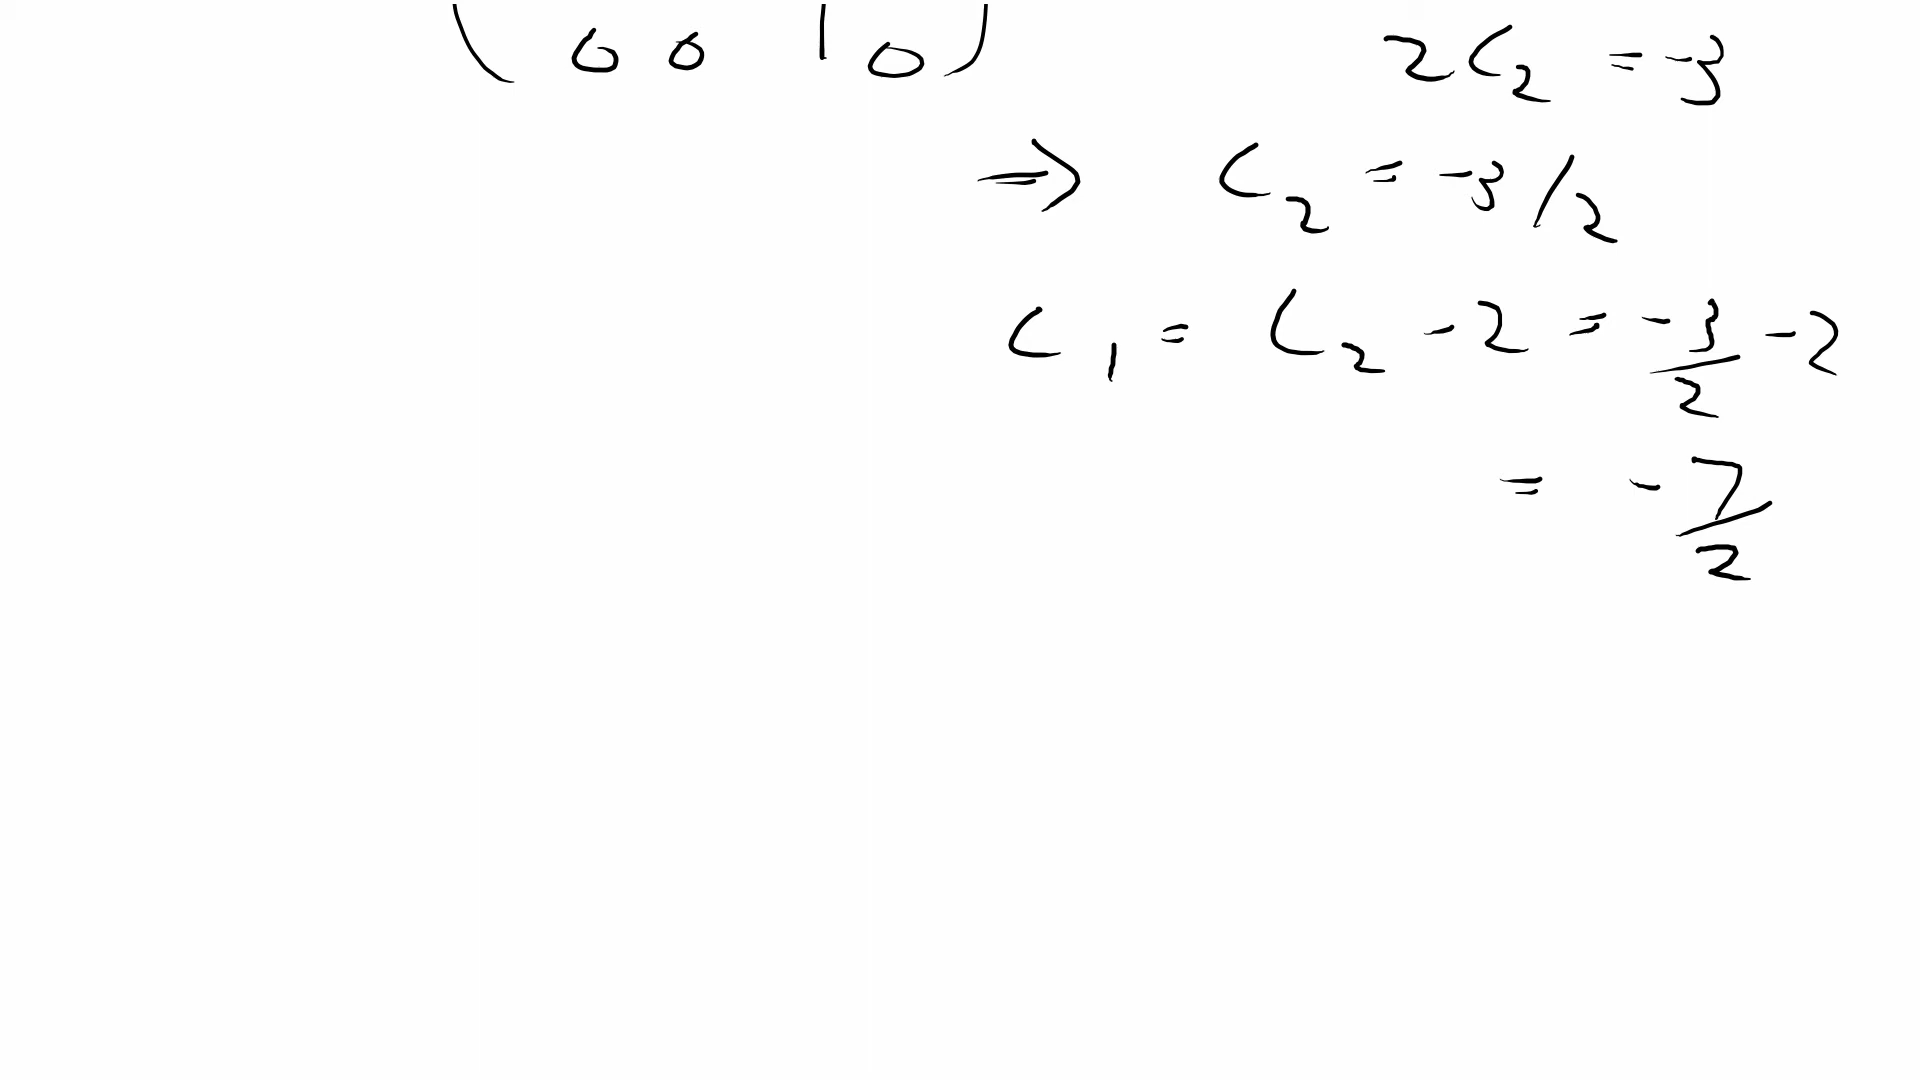 ( 0 0 | 0 ) 2C₂ = -3
⇒ C₂ = -3/2
C₁ = C₂ - 2 = -3/2 - 2
= -7/2